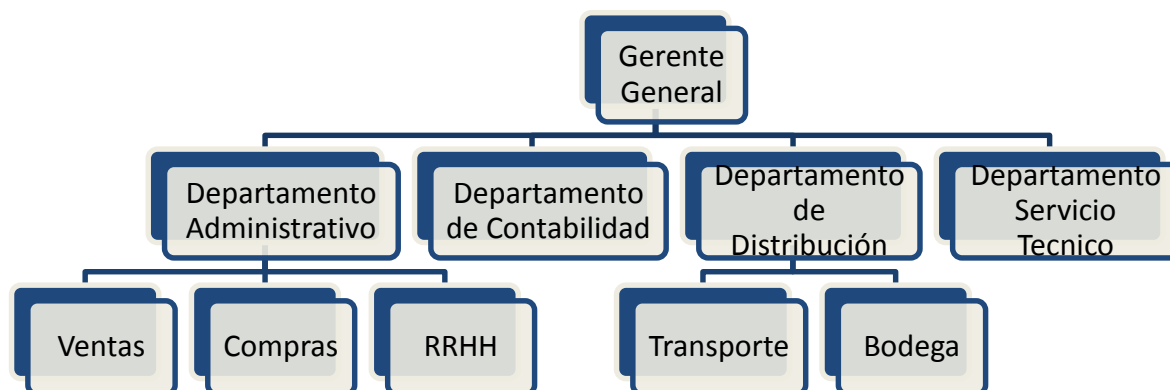 Gerente
General
Departamento
Administrativo
Departamento
de Contabilidad
Departamento
de
Distribución
Departamento
Servicio
Tecnico
Ventas
Compras
RRHH
Transporte
Bodega